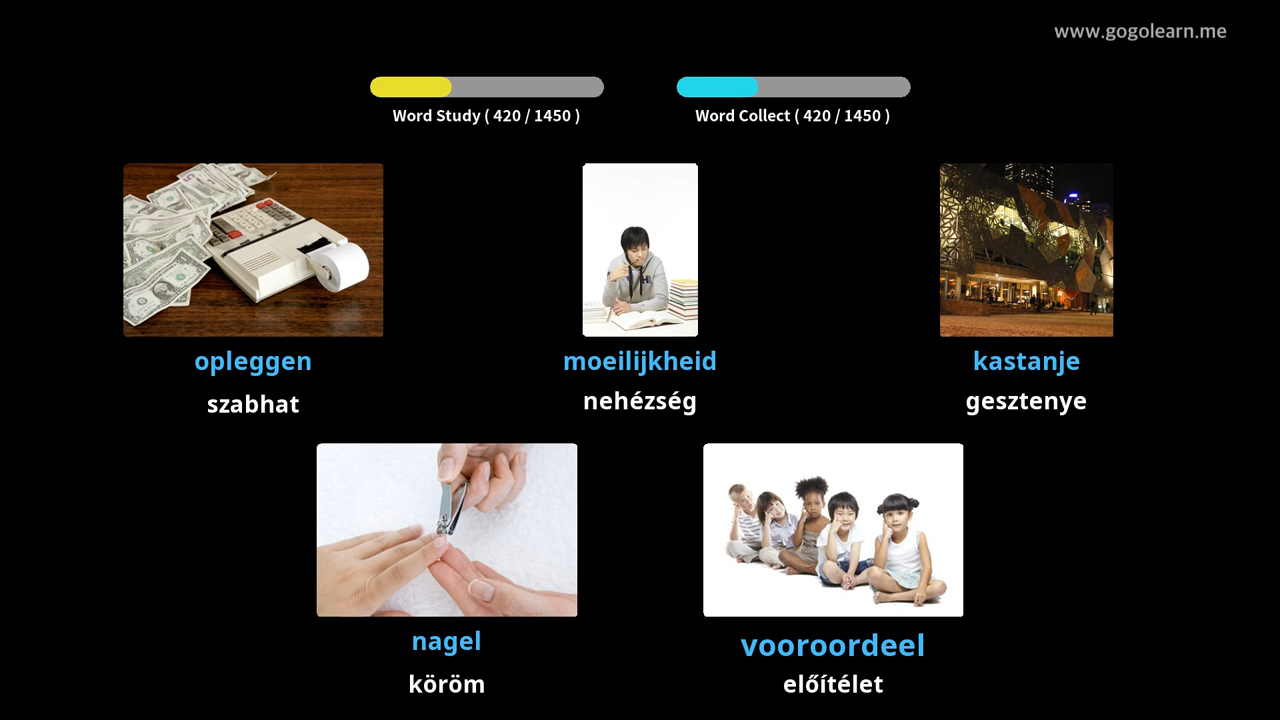 www.gogolearn.me
Word Study ( 420 / 1450 )
Word Collect ( 420 / 1450 )
opleggen
szabhat
moeilijkheid
nehézség
kastanje
gesztenye
nagel
köröm
vooroordeel
előítélet